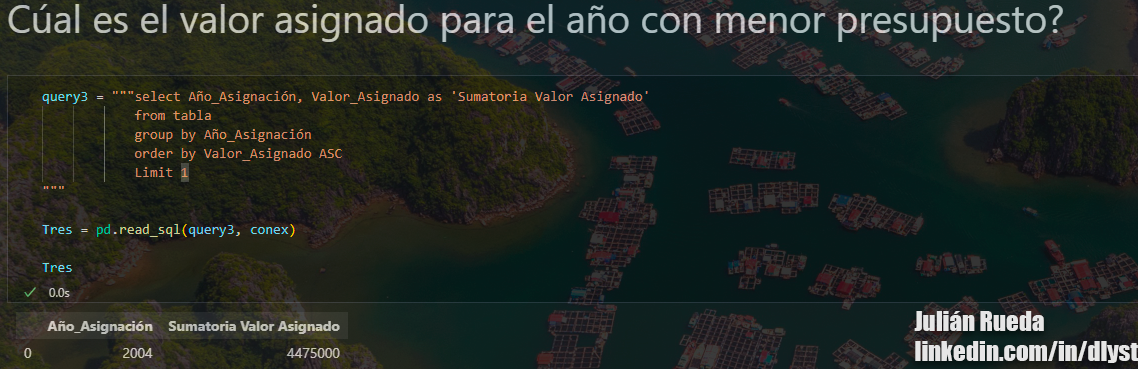 Cúal es el valor asignado para el año con menor presupuesto?
query3 = """select Año_Asignación, Valor_Asignado as 'Sumatoria Valor Asignado'
from tabla
group by Año_Asignación
order by Valor_Asignado ASC
Limit 1
"""
Tres = pd.read_sql(query3, conex)
Tres
✓ 0.0s
Año_Asignación Sumatoria Valor Asignado
0 2004 4475000
Julián Rueda
linkedin.com/in/dlyst